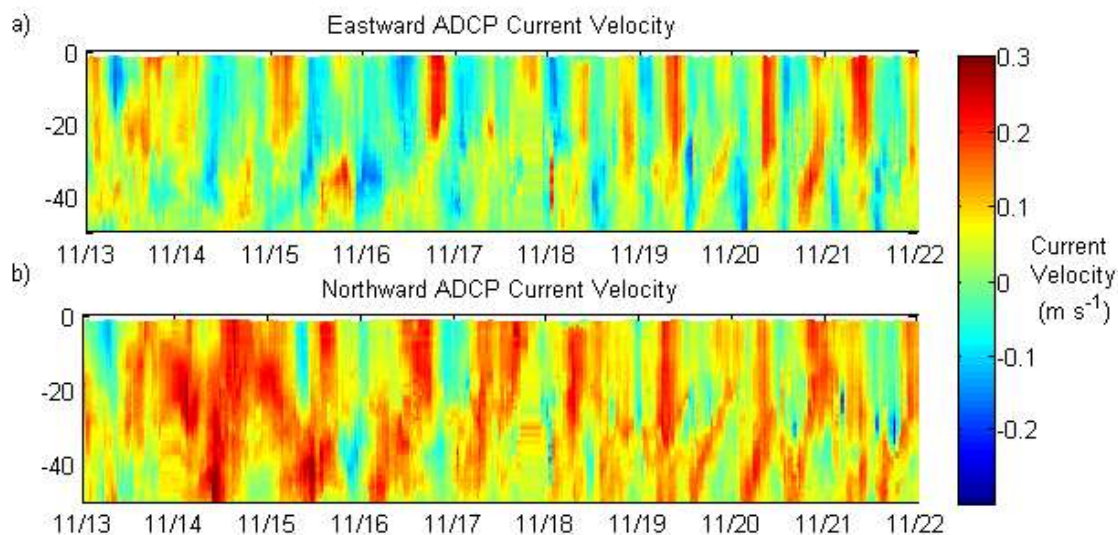 a)
Eastward ADCP Current Velocity
0
-20
-40
11/13 11/14 11/15 11/16 11/17 11/18 11/19 11/20 11/21 11/22
b)
Northward ADCP Current Velocity
0
-20
-40
11/13 11/14 11/15 11/16 11/17 11/18 11/19 11/20 11/21 11/22
0.3
0.2
0.1
0
-0.1
-0.2
Current
Velocity
(m s⁻¹)